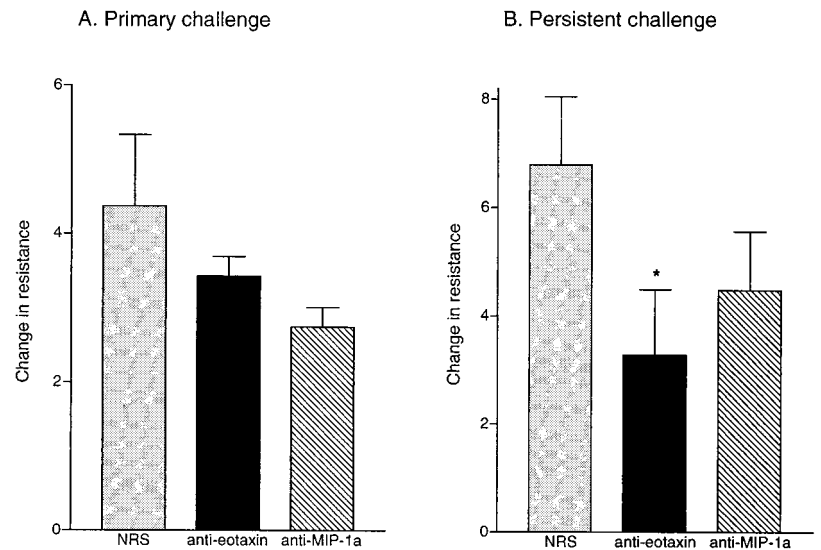 A. Primary challenge
6
4
2
0
Change in resistance
NRS
anti-eotaxin
anti-MIP-1a
B. Persistent challenge
8
6
4
2
0
Change in resistance
*
NRS
anti-eotaxin
anti-MIP-1a